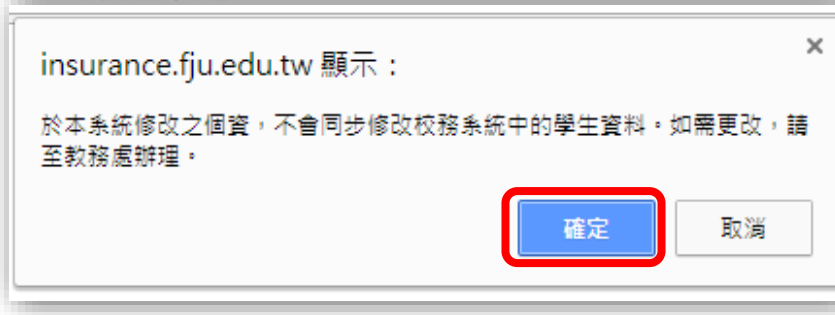 insurance.fju.edu.tw 顯示：
於本系統修改之個資，不會同步修改校務系統中的學生資料。如需更改，請
至教務處辦理。
確定
取消